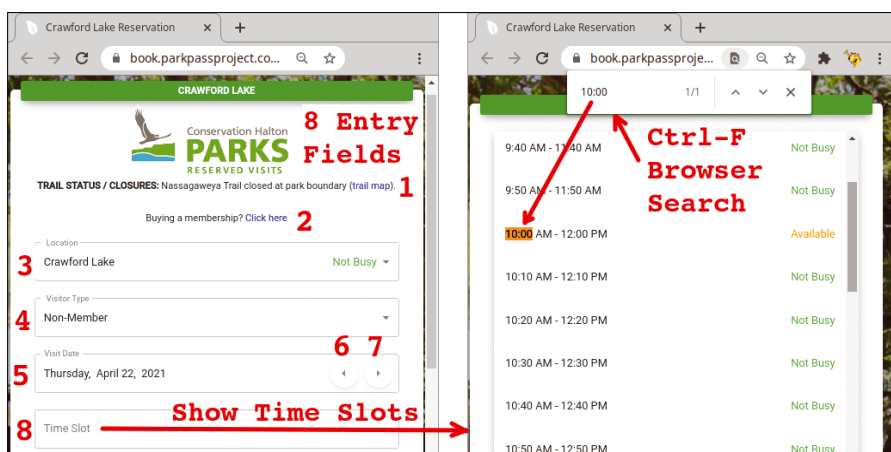 Crawford Lake Reservation
book.parkpassproject.co...
CRAWFORD LAKE
Conservation Halton
PARKS
RESERVED VISITS
8 Entry
Fields
TRAIL STATUS / CLOSURES: Nassagaweya Trail closed at park boundary (trail map). 1
Buying a membership? Click here 2
Location
3 Crawford Lake Not Busy
Visitor Type
4 Non-Member
6 7
Visit Date
5 Thursday, April 22, 2021
Show Time Slots
8 Time Slot
Crawford Lake Reservation
book.parkpassproje...
10:00 1/1
Ctrl-F
Browser
Search
9:40 AM - 11:40 AM Not Busy
9:50 AM - 11:50 AM Not Busy
10:00 AM - 12:00 PM Available
10:10 AM - 12:10 PM Not Busy
10:20 AM - 12:20 PM Not Busy
10:30 AM - 12:30 PM Not Busy
10:40 AM - 12:40 PM Not Busy
10:50 AM - 12:50 PM Not Busy